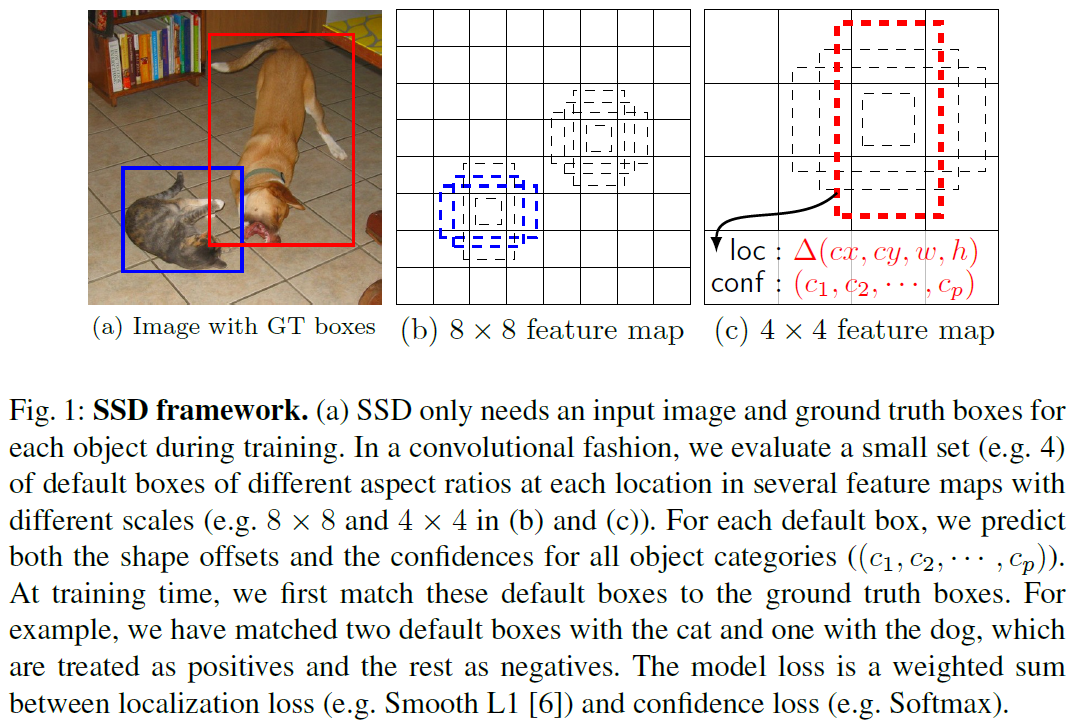 loc : Δ(cx, cy, w, h)
conf : (c₁, c₂, ⋯, cₚ)
(a) Image with GT boxes
(b) 8 × 8 feature map
(c) 4 × 4 feature map
Fig. 1: SSD framework. (a) SSD only needs an input image and ground truth boxes for
each object during training. In a convolutional fashion, we evaluate a small set (e.g. 4)
of default boxes of different aspect ratios at each location in several feature maps with
different scales (e.g. 8 × 8 and 4 × 4 in (b) and (c)). For each default box, we predict
both the shape offsets and the confidences for all object categories ((c₁, c₂, ⋯ , cₚ)).
At training time, we first match these default boxes to the ground truth boxes. For
example, we have matched two default boxes with the cat and one with the dog, which
are treated as positives and the rest as negatives. The model loss is a weighted sum
between localization loss (e.g. Smooth L1 [6]) and confidence loss (e.g. Softmax).